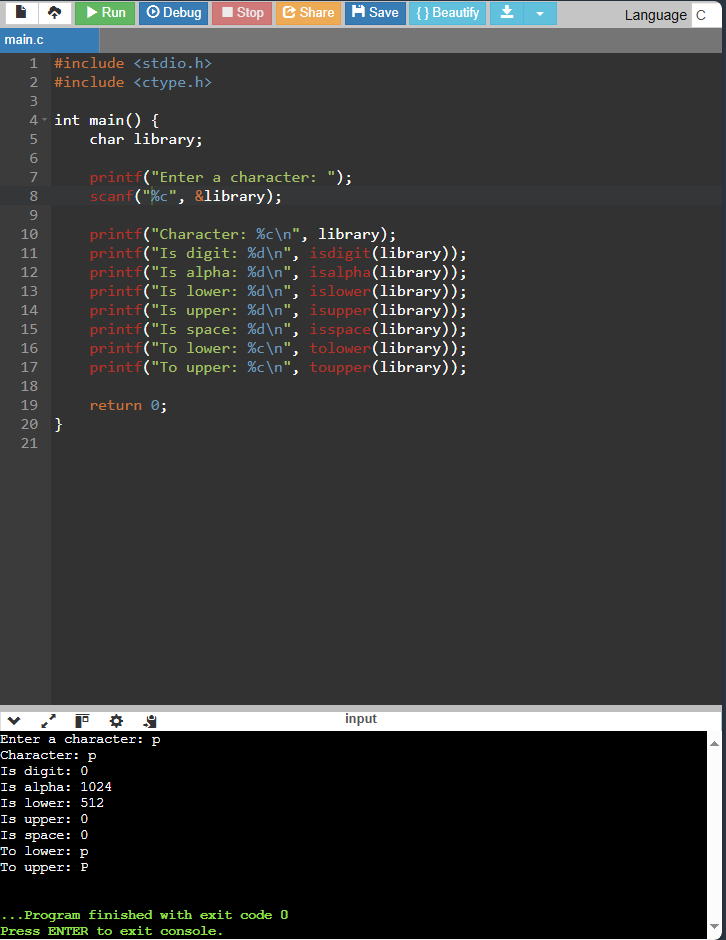 Run Debug Stop Share Save { } Beautify Language C
main.c
1 #include <stdio.h>
2 #include <ctype.h>
3
4 int main() {
5     char library;
6
7     printf("Enter a character: ");
8     scanf("%c", &library);
9
10     printf("Character: %c\n", library);
11     printf("Is digit: %d\n", isdigit(library));
12     printf("Is alpha: %d\n", isalpha(library));
13     printf("Is lower: %d\n", islower(library));
14     printf("Is upper: %d\n", isupper(library));
15     printf("Is space: %d\n", isspace(library));
16     printf("To lower: %c\n", tolower(library));
17     printf("To upper: %c\n", toupper(library));
18
19     return 0;
20 }
21
input
Enter a character: p
Character: p
Is digit: 0
Is alpha: 1024
Is lower: 512
Is upper: 0
Is space: 0
To lower: p
To upper: P
...Program finished with exit code 0
Press ENTER to exit console.